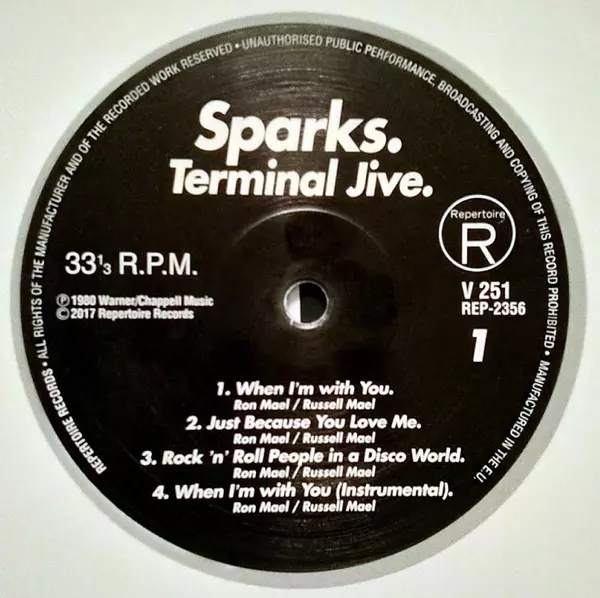 REPERTOIRE RECORDS • ALL RIGHTS OF THE MANUFACTURER AND OF THE RECORDED WORK RESERVED • UNAUTHORISED PUBLIC PERFORMANCE, BROADCASTING AND COPYING OF THIS RECORD PROHIBITED • MANUFACTURED IN THE E.U.
Sparks.
Terminal Jive.
Repertoire
R
33 1/3 R.P.M.
V 251
REP-2356
℗ 1980 Warner/Chappell Music
© 2017 Repertoire Records
1
1. When I'm with You.
Ron Mael / Russell Mael
2. Just Because You Love Me.
Ron Mael / Russell Mael
3. Rock 'n' Roll People in a Disco World.
Ron Mael / Russell Mael
4. When I'm with You (Instrumental).
Ron Mael / Russell Mael